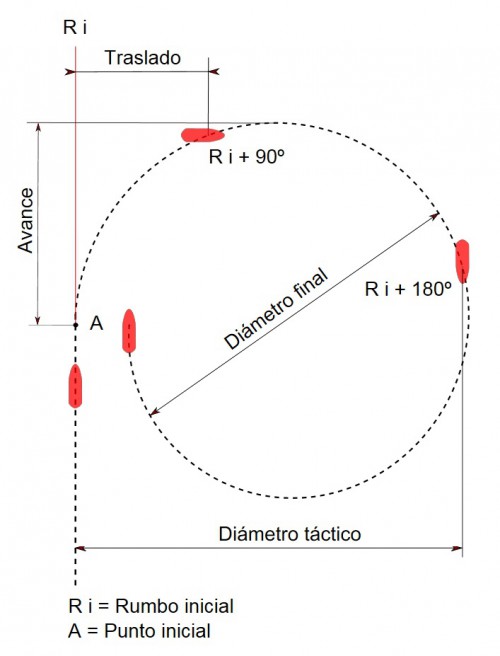 R i
Traslado
R i + 90º
Avance
Diámetro final
R i + 180º
A
Diámetro táctico
R i = Rumbo inicial
A = Punto inicial